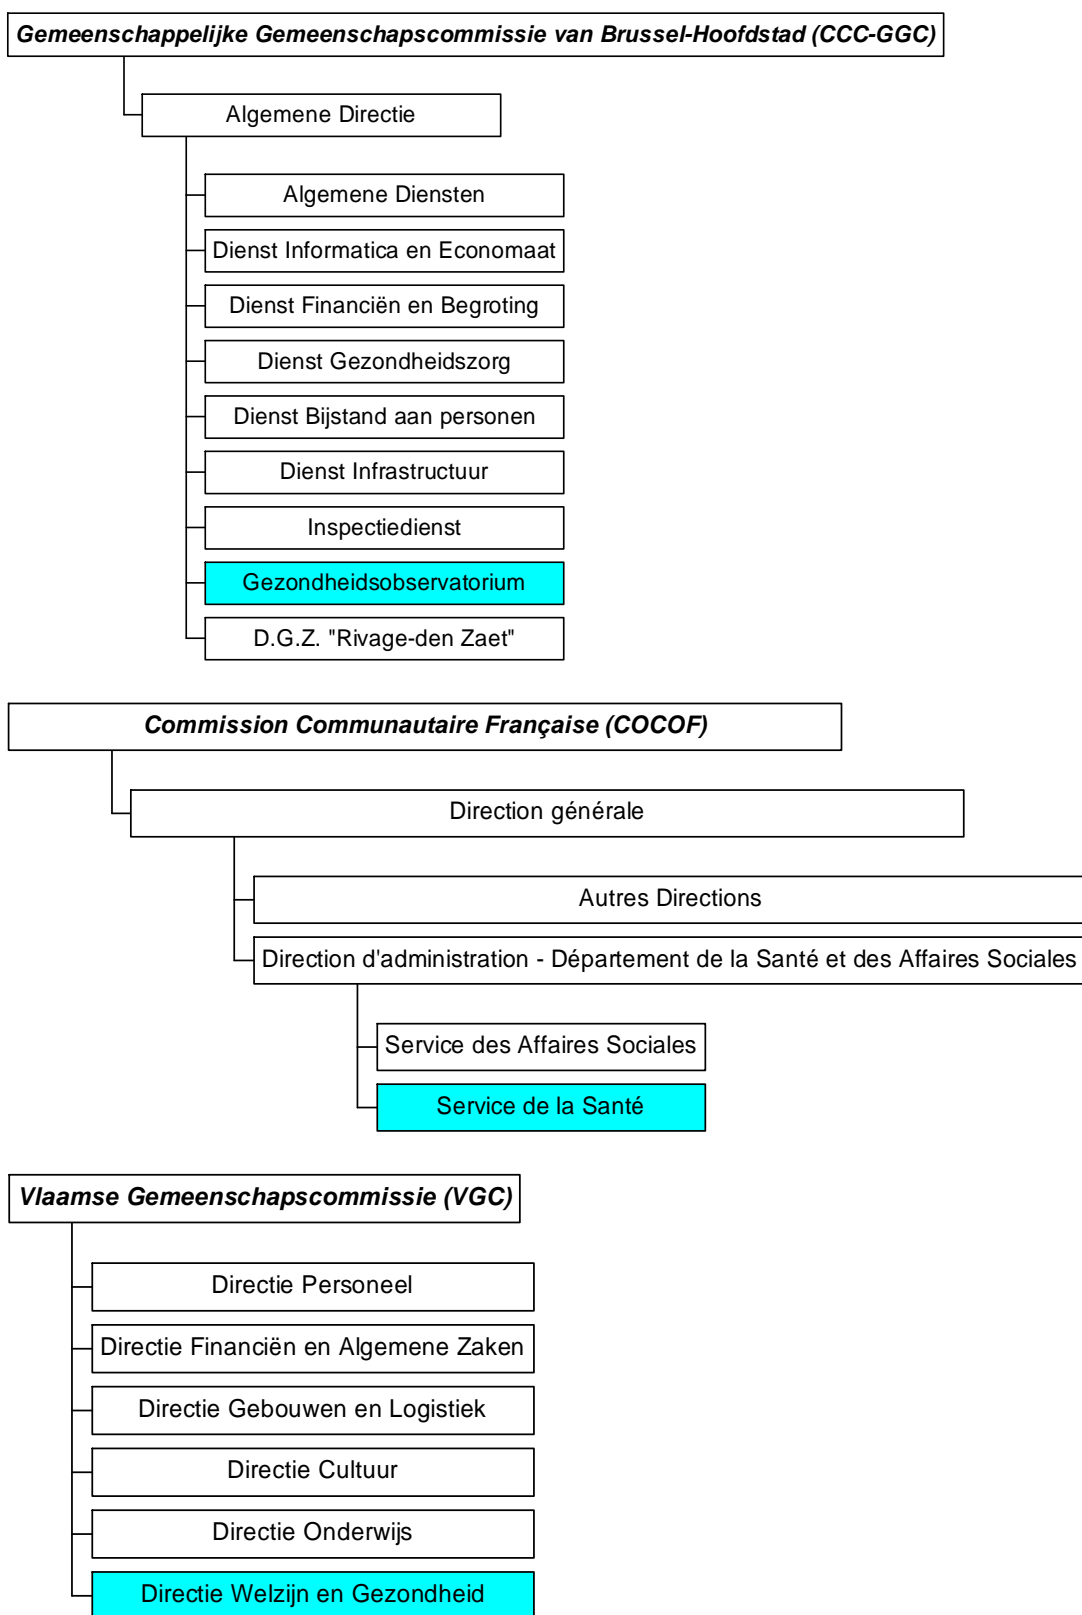 Gemeenschappelijke Gemeenschapscommissie van Brussel-Hoofdstad (CCC-GGC)
Algemene Directie
Algemene Diensten
Dienst Informatica en Economaat
Dienst Financiën en Begroting
Dienst Gezondheidszorg
Dienst Bijstand aan personen
Dienst Infrastructuur
Inspectiedienst
Gezondheidsobservatorium
D.G.Z. "Rivage-den Zaet"
Commission Communautaire Française (COCOF)
Direction générale
Autres Directions
Direction d'administration - Département de la Santé et des Affaires Sociales
Service des Affaires Sociales
Service de la Santé
Vlaamse Gemeenschapscommissie (VGC)
Directie Personeel
Directie Financiën en Algemene Zaken
Directie Gebouwen en Logistiek
Directie Cultuur
Directie Onderwijs
Directie Welzijn en Gezondheid